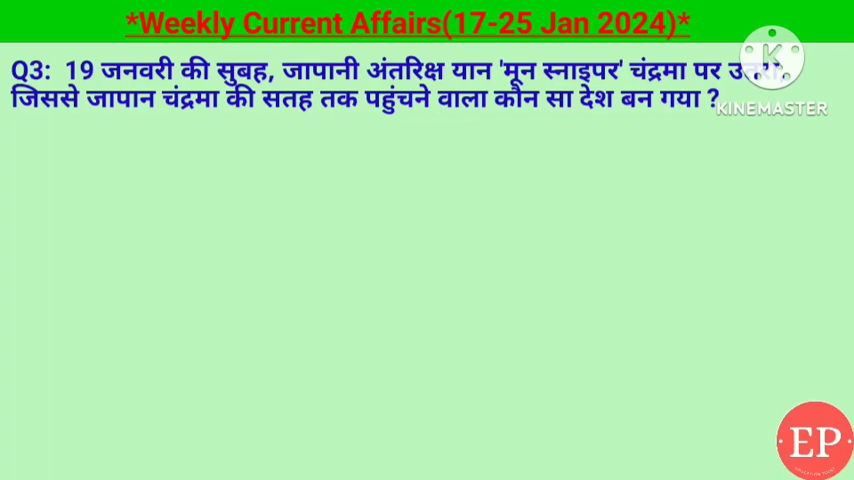 *Weekly Current Affairs(17-25 Jan 2024)*
Q3: 19 जनवरी की सुबह, जापानी अंतरिक्ष यान 'मून स्नाइपर' चंद्रमा पर उतरा,
जिससे जापान चंद्रमा की सतह तक पहुंचने वाला कौन सा देश बन गया ?
K
KINEMASTER
EP